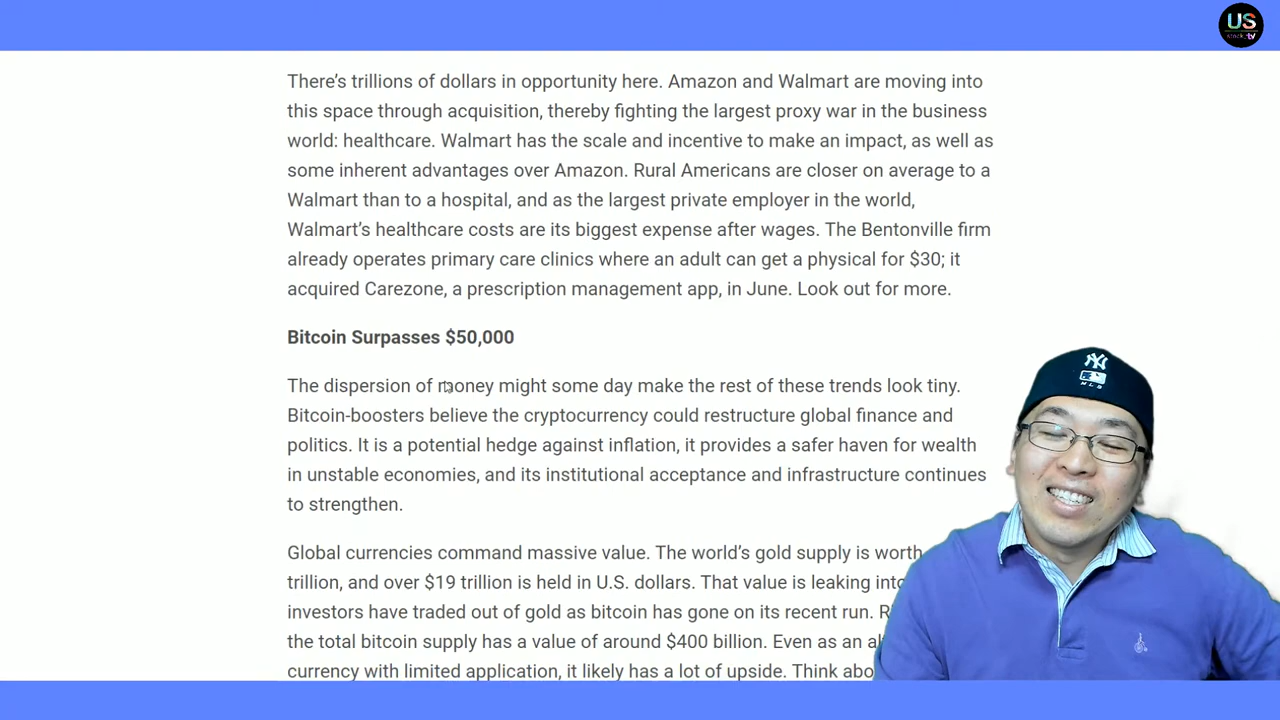 US
There's trillions of dollars in opportunity here. Amazon and Walmart are moving into
this space through acquisition, thereby fighting the largest proxy war in the business
world: healthcare. Walmart has the scale and incentive to make an impact, as well as
some inherent advantages over Amazon. Rural Americans are closer on average to a
Walmart than to a hospital, and as the largest private employer in the world,
Walmart's healthcare costs are its biggest expense after wages. The Bentonville firm
already operates primary care clinics where an adult can get a physical for $30; it
acquired Carezone, a prescription management app, in June. Look out for more.
Bitcoin Surpasses $50,000
The dispersion of money might some day make the rest of these trends look tiny.
Bitcoin-boosters believe the cryptocurrency could restructure global finance and
politics. It is a potential hedge against inflation, it provides a safer haven for wealth
in unstable economies, and its institutional acceptance and infrastructure continues
to strengthen.
Global currencies command massive value. The world's gold supply is worth
trillion, and over $19 trillion is held in U.S. dollars. That value is leaking
investors have traded out of gold as bitcoin has gone on its recent run.
the total bitcoin supply has a value of around $400 billion. Even as an
currency with limited application, it likely has a lot of upside. Think
NY
MLB